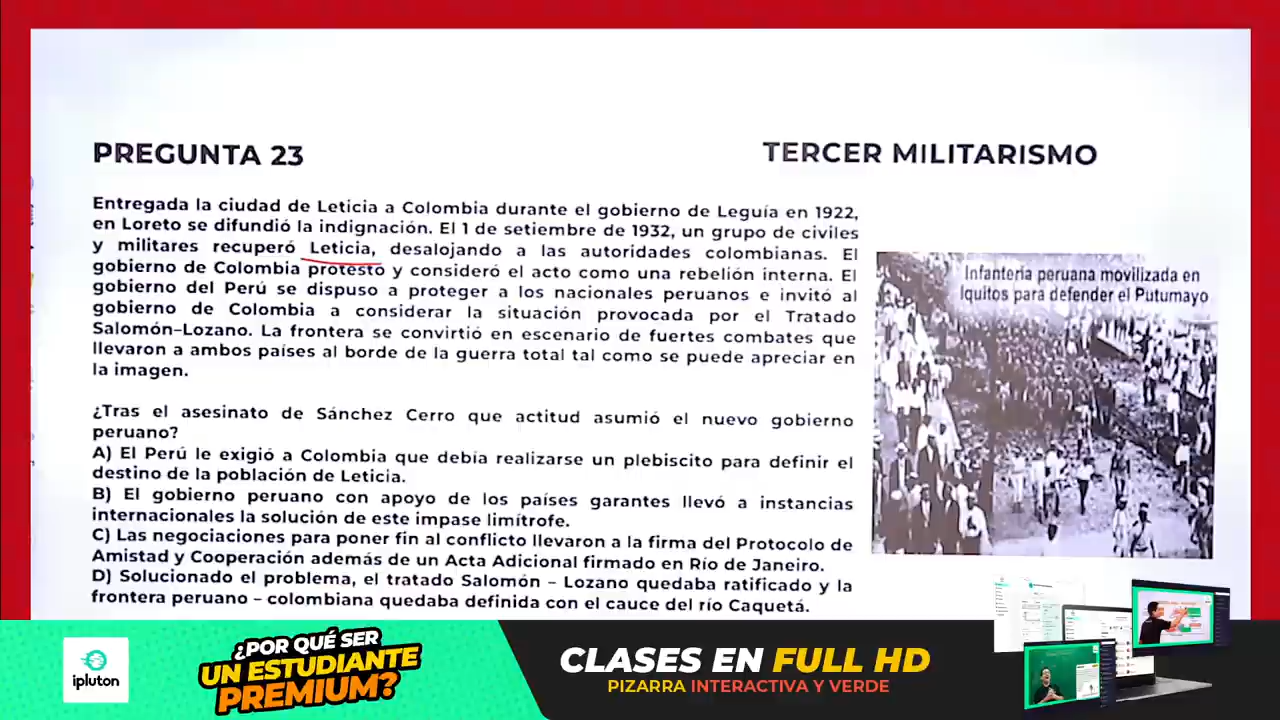 PREGUNTA 23
TERCER MILITARISMO
Entregada la ciudad de Leticia a Colombia durante el gobierno de Leguía en 1922,
en Loreto se difundió la indignación. El 1 de setiembre de 1932, un grupo de civiles
y militares recuperó Leticia, desalojando a las autoridades colombianas. El
gobierno de Colombia protestó y consideró el acto como una rebelión interna. El
gobierno del Perú se dispuso a proteger a los nacionales peruanos e invitó al
gobierno de Colombia a considerar la situación provocada por el Tratado
Salomón–Lozano. La frontera se convirtió en escenario de fuertes combates que
llevaron a ambos países al borde de la guerra total tal como se puede apreciar en
la imagen.
¿Tras el asesinato de Sánchez Cerro que actitud asumió el nuevo gobierno
peruano?
A) El Perú le exigió a Colombia que debía realizarse un plebiscito para definir el
destino de la población de Leticia.
B) El gobierno peruano con apoyo de los países garantes llevó a instancias
internacionales la solución de este impase limítrofe.
C) Las negociaciones para poner fin al conflicto llevaron a la firma del Protocolo de
Amistad y Cooperación además de un Acta Adicional firmado en Río de Janeiro.
D) Solucionado el problema, el tratado Salomón – Lozano quedaba ratificado y la
frontera peruano – colombiana quedaba definida con el cauce del río Caquetá.
Infantería peruana movilizada en
Iquitos para defender el Putumayo
ipluton
¿POR QUÉ SER
UN ESTUDIANTE
PREMIUM?
CLASES EN FULL HD
PIZARRA INTERACTIVA Y VERDE